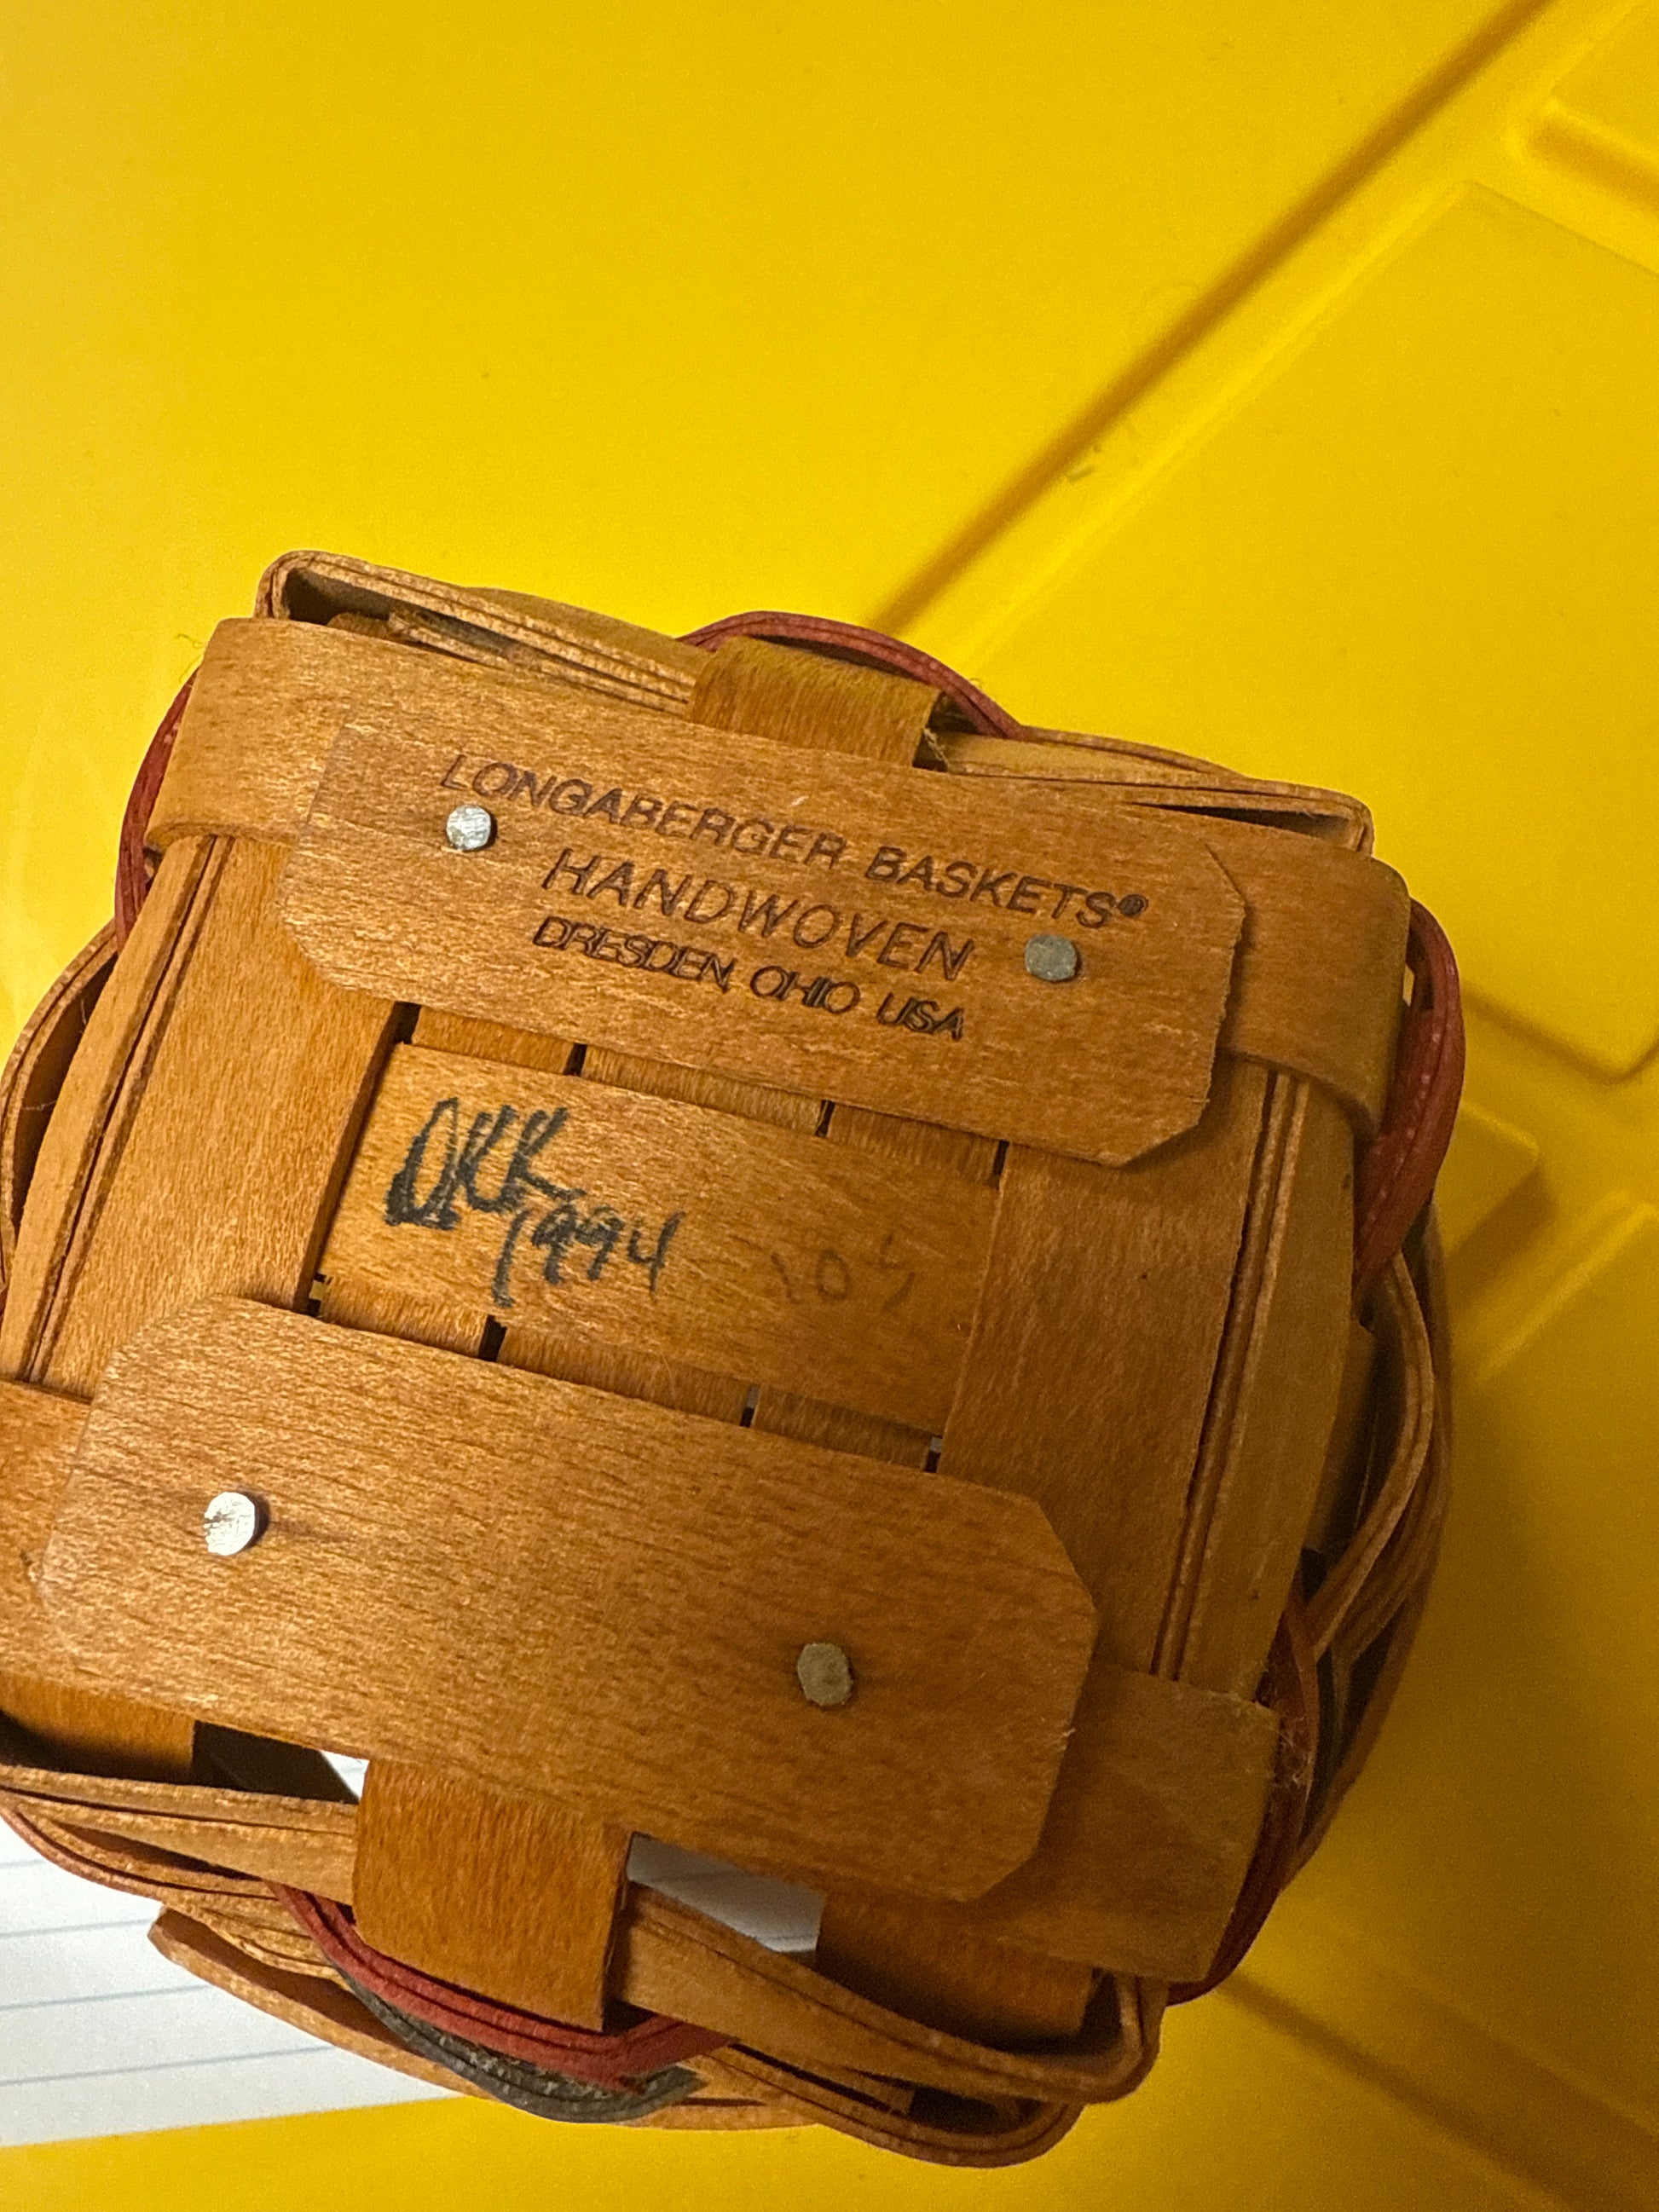 LONGABERGER BASKETS®
HANDWOVEN
DRESDEN, OHIO USA
1994